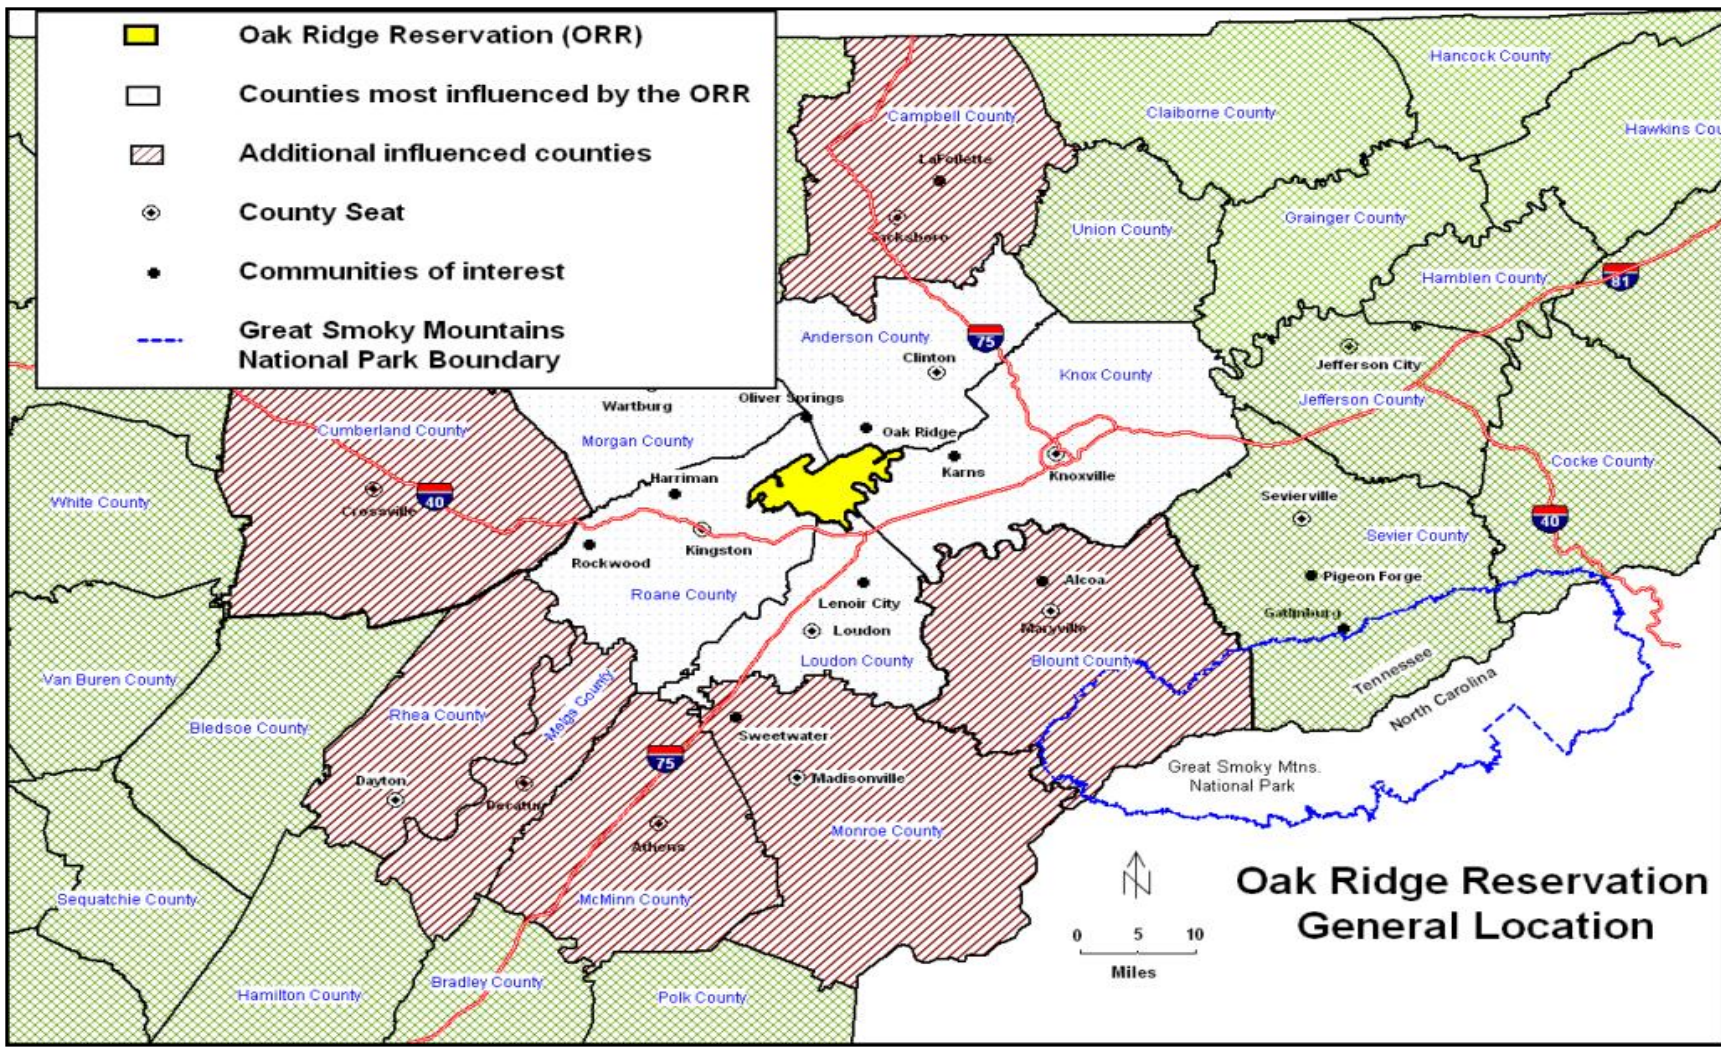 Oak Ridge Reservation (ORR)
Counties most influenced by the ORR
Additional influenced counties
County Seat
Communities of interest
Great Smoky Mountains
National Park Boundary
Hancock County
Campbell County
Claiborne County
Hawkins Cou
LaFollette
Union County
Grainger County
Jacksboro
Hamblen County
81
Anderson County
75
Clinton
Jefferson City
Knox County
Oliver Springs
Wartburg
Jefferson County
Cumberland County
Morgan County
Oak Ridge
Cocke County
Harriman
Karns
Knoxville
White County
40
Crossville
Sevierville
40
Kingston
Sevier County
Rockwood
Alcoa
Pigeon Forge
Roane County
Lenoir City
Gatlinburg
Loudon
Maryville
Loudon County
Blount County
Tennessee
Van Buren County
North Carolina
Meigs County
Rhea County
Bledsoe County
Sweetwater
75
Great Smoky Mtns.
National Park
Dayton
Madisonville
Decatur
Monroe County
Athens
N
Oak Ridge Reservation
General Location
Sequatchie County
McMinn County
0 5 10
Miles
Bradley County
Hamilton County
Polk County